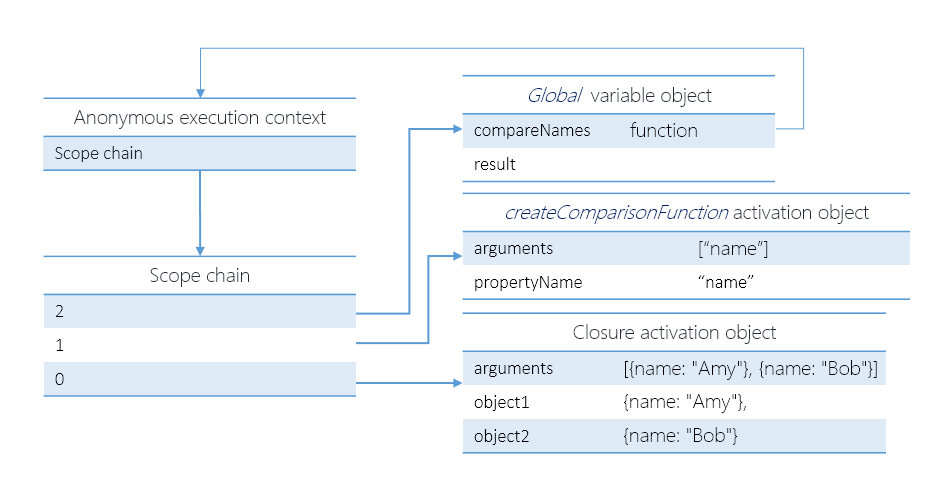 Anonymous execution context
Scope chain
Scope chain
2
1
0
Global variable object
compareNames function
result
createComparisonFunction activation object
arguments [“name”]
propertyName “name”
Closure activation object
arguments [{name: "Amy"}, {name: "Bob"}]
object1 {name: "Amy"},
object2 {name: "Bob"}